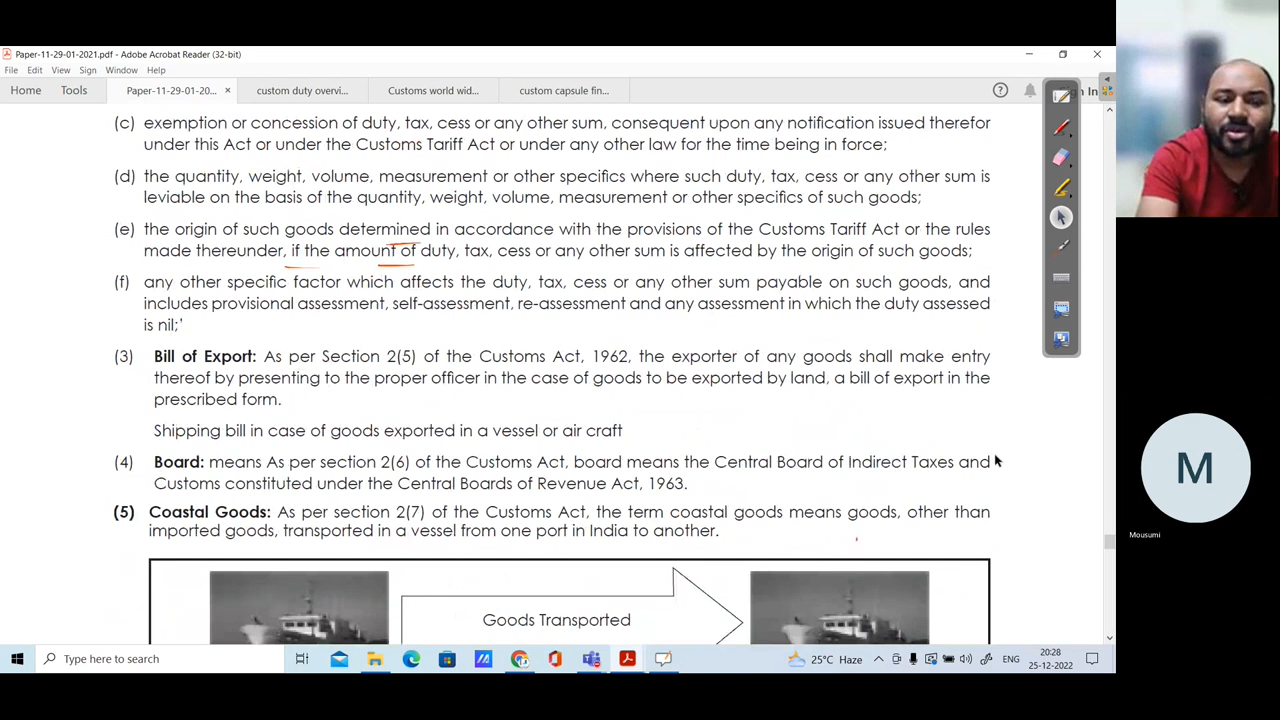 Paper-11-29-01-2021.pdf - Adobe Acrobat Reader (32-bit)
File Edit View Sign Window Help
Home Tools Paper-11-29-01-20... × custom duty overvi... Customs world wid... custom capsule fin... In
(c) exemption or concession of duty, tax, cess or any other sum, consequent upon any notification issued therefor
under this Act or under the Customs Tariff Act or under any other law for the time being in force;
(d) the quantity, weight, volume, measurement or other specifics where such duty, tax, cess or any other sum is
leviable on the basis of the quantity, weight, volume, measurement or other specifics of such goods;
(e) the origin of such goods determined in accordance with the provisions of the Customs Tariff Act or the rules
made thereunder, if the amount of duty, tax, cess or any other sum is affected by the origin of such goods;
(f) any other specific factor which affects the duty, tax, cess or any other sum payable on such goods, and
includes provisional assessment, self-assessment, re-assessment and any assessment in which the duty assessed
is nil;'
(3) Bill of Export: As per Section 2(5) of the Customs Act, 1962, the exporter of any goods shall make entry
thereof by presenting to the proper officer in the case of goods to be exported by land, a bill of export in the
prescribed form.
Shipping bill in case of goods exported in a vessel or air craft
(4) Board: means As per section 2(6) of the Customs Act, board means the Central Board of Indirect Taxes and
Customs constituted under the Central Boards of Revenue Act, 1963.
(5) Coastal Goods: As per section 2(7) of the Customs Act, the term coastal goods means goods, other than
imported goods, transported in a vessel from one port in India to another.
Goods Transported
M
Mousumi
Type here to search
25°C Haze
ENG
20:28
25-12-2022